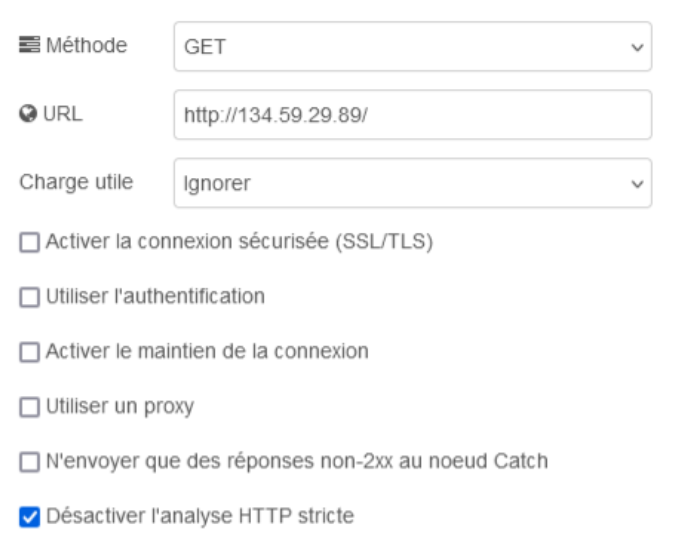 Méthode GET
URL http://134.59.29.89/
Charge utile Ignorer
Activer la connexion sécurisée (SSL/TLS)
Utiliser l'authentification
Activer le maintien de la connexion
Utiliser un proxy
N'envoyer que des réponses non-2xx au noeud Catch
Désactiver l'analyse HTTP stricte